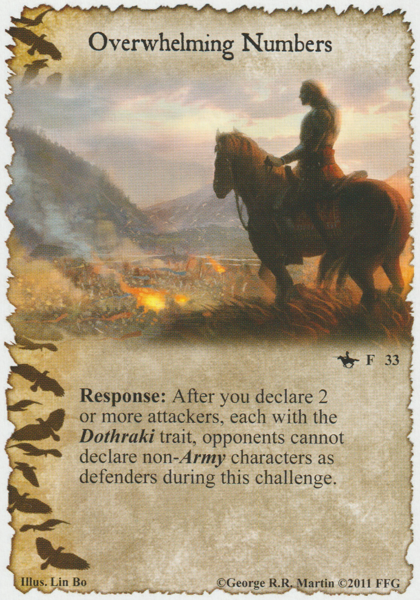 Overwhelming Numbers
F 33
Response: After you declare 2
or more attackers, each with the
Dothraki trait, opponents cannot
declare non-Army characters as
defenders during this challenge.
Illus. Lin Bo ©George R.R. Martin ©2011 FFG